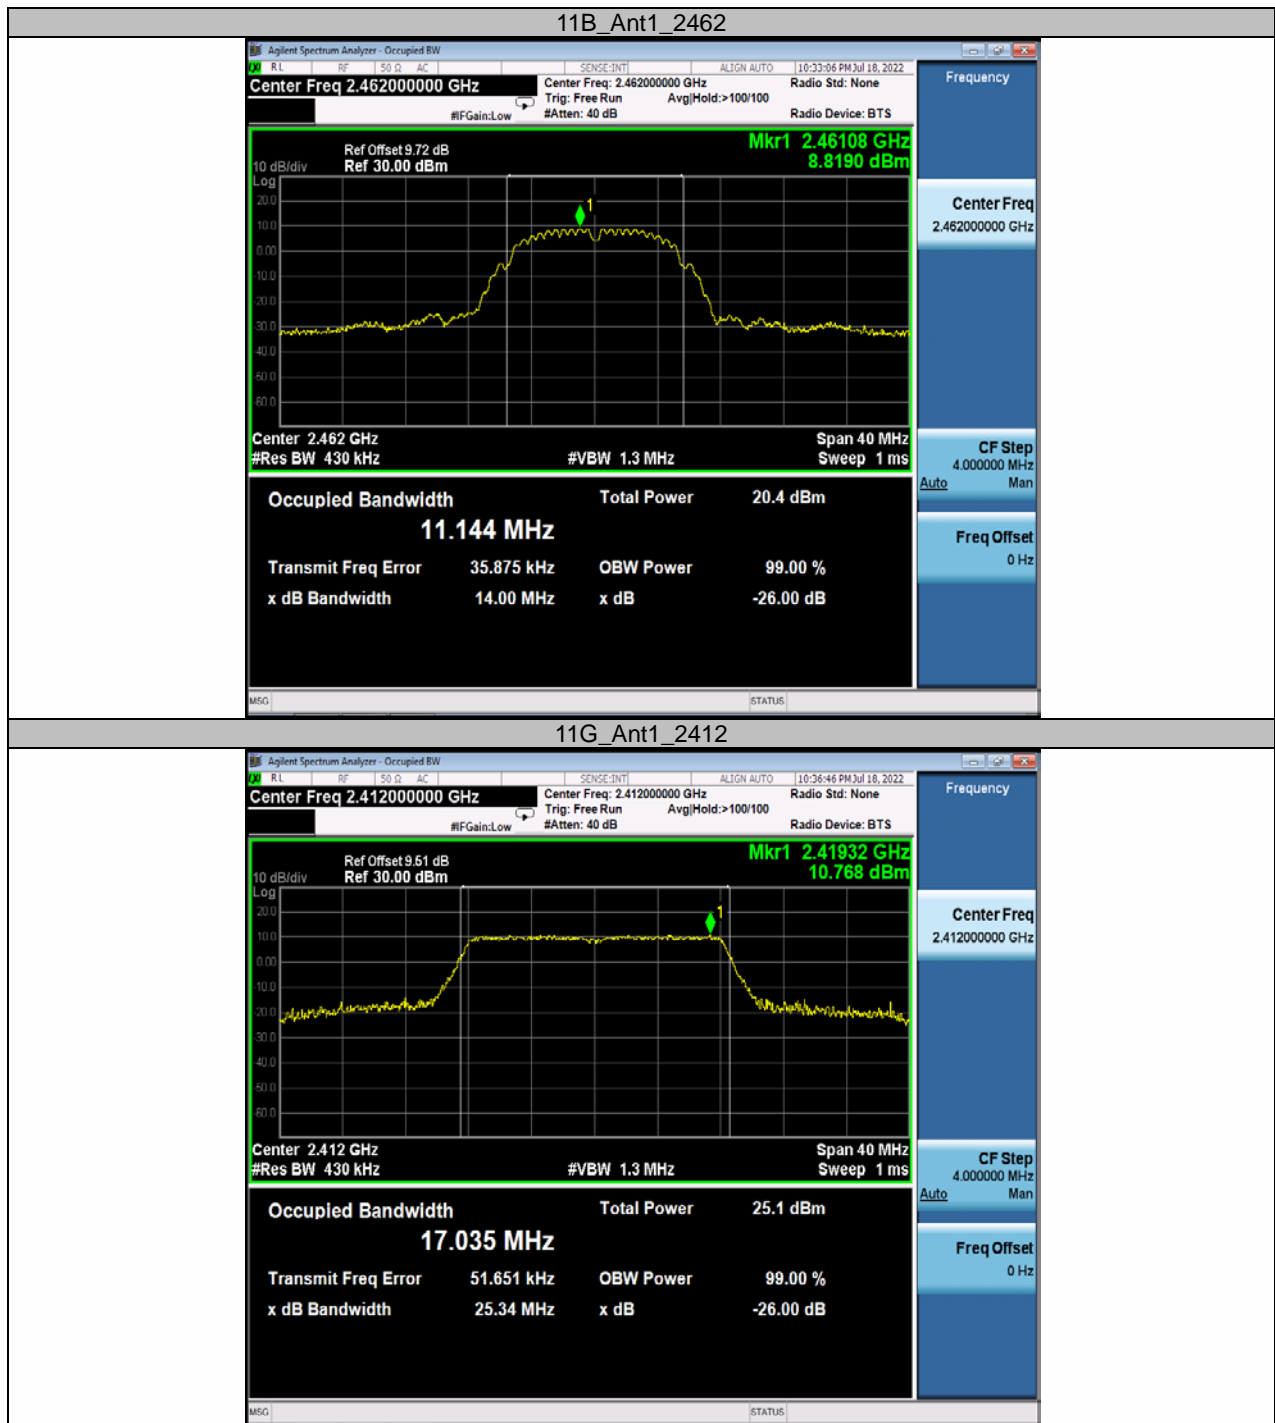 11B_Ant1_2462
Agilent Spectrum Analyzer - Occupied BW
RL RF 50 Ω AC SENSE:INT ALIGN AUTO 10:33:06 PM Jul 18, 2022
Center Freq 2.462000000 GHz
Center Freq: 2.462000000 GHz Radio Std: None
Trig: Free Run Avg|Hold:>100/100
#IFGain:Low #Atten: 40 dB Radio Device: BTS
Frequency
Mkr1 2.46108 GHz
8.8190 dBm
Ref Offset 9.72 dB
10 dB/div Ref 30.00 dBm
Log
20.0
10.0
0.00
-10.0
-20.0
-30.0
-40.0
-50.0
-60.0
1
Center Freq
2.462000000 GHz
Center 2.462 GHz Span 40 MHz
#Res BW 430 kHz #VBW 1.3 MHz Sweep 1 ms
CF Step
4.000000 MHz
Auto Man
Occupied Bandwidth Total Power 20.4 dBm
11.144 MHz
Transmit Freq Error 35.875 kHz OBW Power 99.00 %
x dB Bandwidth 14.00 MHz x dB -26.00 dB
Freq Offset
0 Hz
MSG STATUS
11G_Ant1_2412
Agilent Spectrum Analyzer - Occupied BW
RL RF 50 Ω AC SENSE:INT ALIGN AUTO 10:36:46 PM Jul 18, 2022
Center Freq 2.412000000 GHz
Center Freq: 2.412000000 GHz Radio Std: None
Trig: Free Run Avg|Hold:>100/100
#IFGain:Low #Atten: 40 dB Radio Device: BTS
Frequency
Mkr1 2.41932 GHz
10.768 dBm
Ref Offset 9.51 dB
10 dB/div Ref 30.00 dBm
Log
20.0
10.0
0.00
-10.0
-20.0
-30.0
-40.0
-50.0
-60.0
1
Center Freq
2.412000000 GHz
Center 2.412 GHz Span 40 MHz
#Res BW 430 kHz #VBW 1.3 MHz Sweep 1 ms
CF Step
4.000000 MHz
Auto Man
Occupied Bandwidth Total Power 25.1 dBm
17.035 MHz
Transmit Freq Error 51.651 kHz OBW Power 99.00 %
x dB Bandwidth 25.34 MHz x dB -26.00 dB
Freq Offset
0 Hz
MSG STATUS